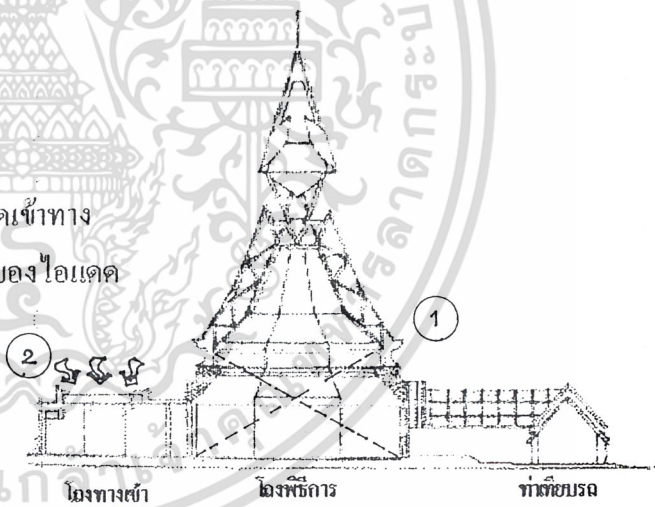 ดเข้าทาง
ของไอแดด
1
2
โถงทางเข้า
โถงพิธีการ
ท่าเทียบรถ